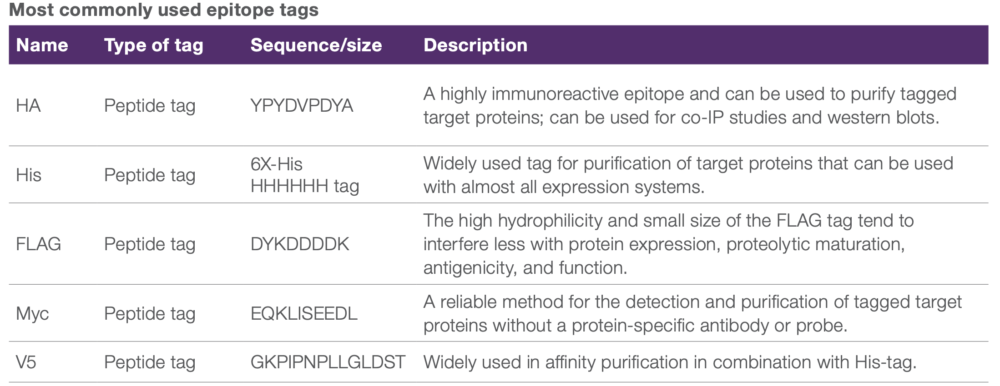 Most commonly used epitope tags
Name Type of tag Sequence/size Description
HA Peptide tag YPYDVPDYA A highly immunoreactive epitope and can be used to purify tagged
target proteins; can be used for co-IP studies and western blots.
His Peptide tag 6X-His
HHHHHH tag Widely used tag for purification of target proteins that can be used
with almost all expression systems.
FLAG Peptide tag DYKDDDDK The high hydrophilicity and small size of the FLAG tag tend to
interfere less with protein expression, proteolytic maturation,
antigenicity, and function.
Myc Peptide tag EQKLISEEDL A reliable method for the detection and purification of tagged target
proteins without a protein-specific antibody or probe.
V5 Peptide tag GKPIPNPLLGLDST Widely used in affinity purification in combination with His-tag.